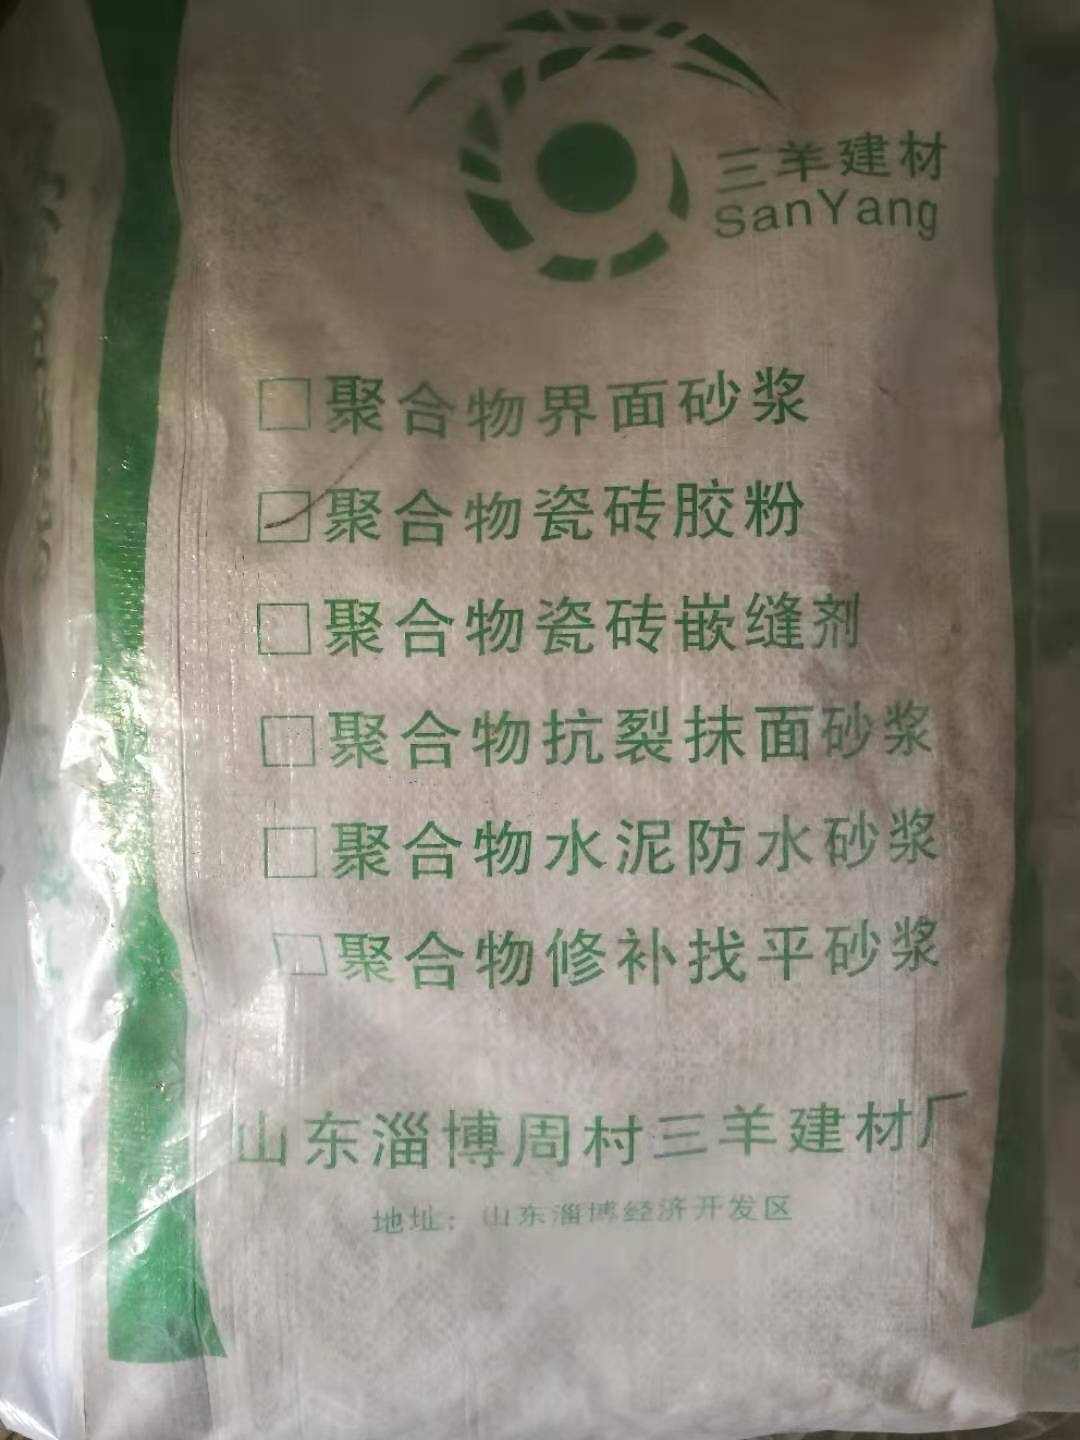 三羊建材
SanYang
□聚合物界面砂浆
☑聚合物瓷砖胶粉
□聚合物瓷砖嵌缝剂
□聚合物抗裂抹面砂浆
□聚合物水泥防水砂浆
□聚合物修补找平砂浆
山东淄博周村三羊建材厂
地址：山东淄博经济开发区